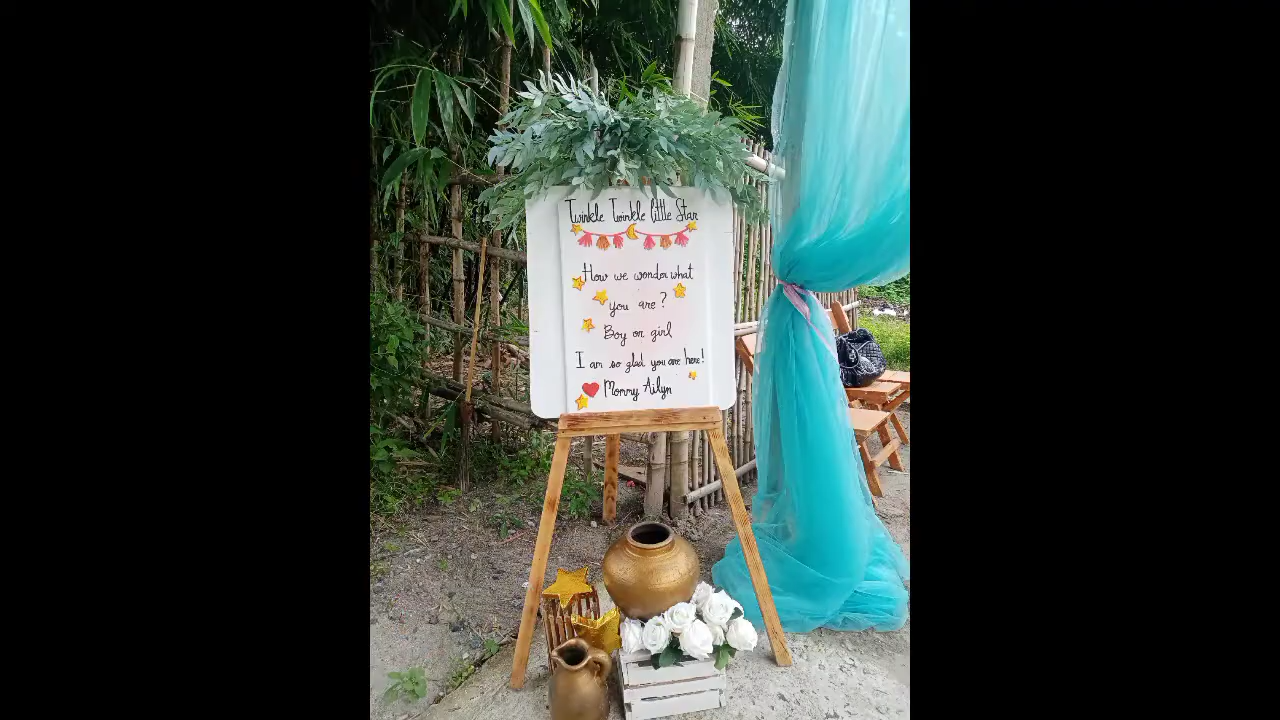 Twinkle Twinkle little Star
How we wonder what
you are?
Boy or girl
I am so glad you are here!
Mommy Ailyn